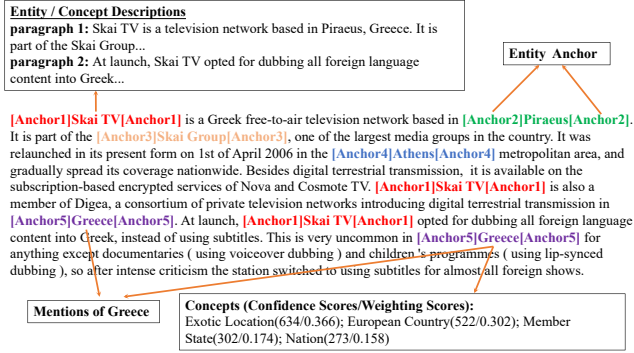 Entity / Concept Descriptions
paragraph 1: Skai TV is a television network based in Piraeus, Greece. It is
part of the Skai Group...
paragraph 2: At launch, Skai TV opted for dubbing all foreign language
content into Greek...
Entity Anchor
[Anchor1]Skai TV[Anchor1] is a Greek free-to-air television network based in [Anchor2]Piraeus[Anchor2].
It is part of the [Anchor3]Skai Group[Anchor3], one of the largest media groups in the country. It was
relaunched in its present form on 1st of April 2006 in the [Anchor4]Athens[Anchor4] metropolitan area, and
gradually spread its coverage nationwide. Besides digital terrestrial transmission, it is available on the
subscription-based encrypted services of Nova and Cosmote TV. [Anchor1]Skai TV[Anchor1] is also a
member of Digea, a consortium of private television networks introducing digital terrestrial transmission in
[Anchor5]Greece[Anchor5]. At launch, [Anchor1]Skai TV[Anchor1] opted for dubbing all foreign language
content into Greek, instead of using subtitles. This is very uncommon in [Anchor5]Greece[Anchor5] for
anything except documentaries ( using voiceover dubbing ) and children 's programmes ( using lip-synced
dubbing ), so after intense criticism the station switched to using subtitles for almost all foreign shows.
Mentions of Greece
Concepts (Confidence Scores/Weighting Scores):
Exotic Location(634/0.366); European Country(522/0.302); Member
State(302/0.174); Nation(273/0.158)